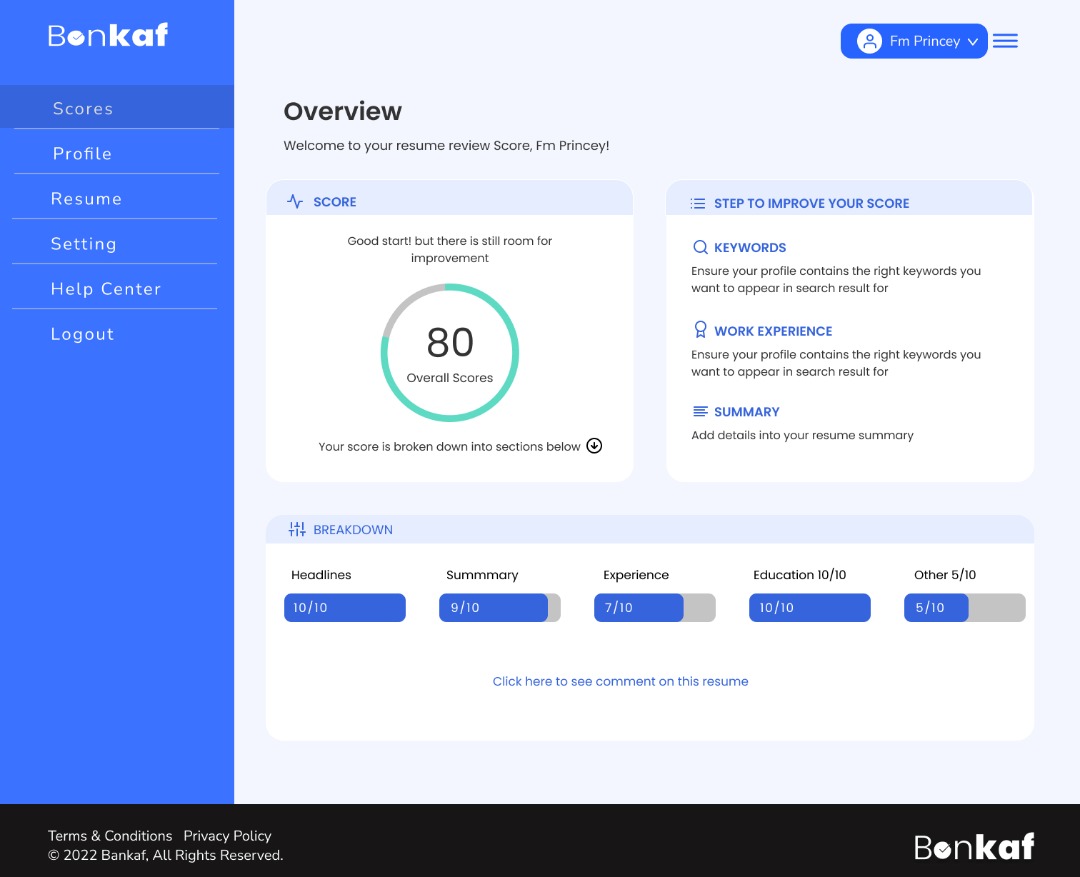 Bonkaf
Fm Princey
Scores
Profile
Resume
Setting
Help Center
Logout
Overview
Welcome to your resume review Score, Fm Princey!
SCORE
Good start! but there is still room for
improvement
80
Overall Scores
Your score is broken down into sections below
STEP TO IMPROVE YOUR SCORE
KEYWORDS
Ensure your profile contains the right keywords you
want to appear in search result for
WORK EXPERIENCE
Ensure your profile contains the right keywords you
want to appear in search result for
SUMMARY
Add details into your resume summary
BREAKDOWN
Headlines
10/10
Summmary
9/10
Experience
7/10
Education 10/10
10/10
Other 5/10
5/10
Click here to see comment on this resume
Terms & Conditions Privacy Policy
© 2022 Bankaf, All Rights Reserved.
Bonkaf